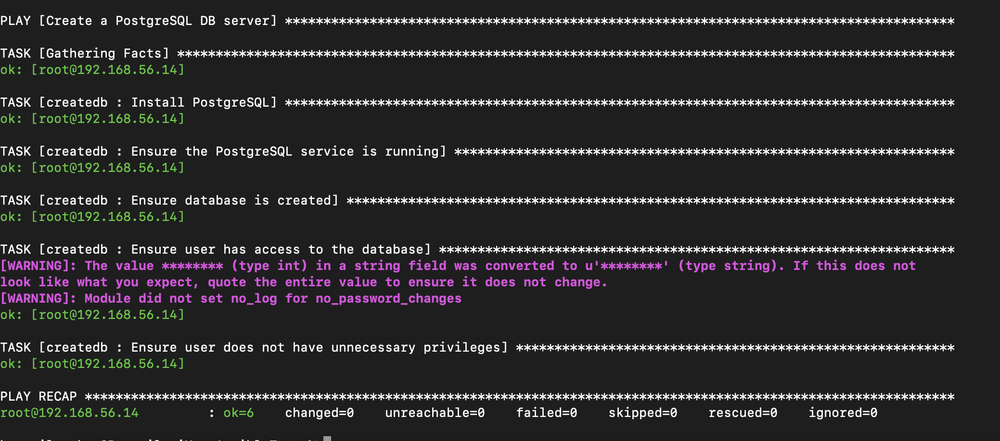 PLAY [Create a PostgreSQL DB server] ***************************************************************************************
TASK [Gathering Facts] *****************************************************************************************************
ok: [root@192.168.56.14]
TASK [createdb : Install PostgreSQL] ***************************************************************************************
ok: [root@192.168.56.14]
TASK [createdb : Ensure the PostgreSQL service is running] *****************************************************************
ok: [root@192.168.56.14]
TASK [createdb : Ensure database is created] *******************************************************************************
ok: [root@192.168.56.14]
TASK [createdb : Ensure user has access to the database] *******************************************************************
[WARNING]: The value ******** (type int) in a string field was converted to u'********' (type string). If this does not
look like what you expect, quote the entire value to ensure it does not change.
[WARNING]: Module did not set no_log for no_password_changes
ok: [root@192.168.56.14]
TASK [createdb : Ensure user does not have unnecessary privileges] *********************************************************
ok: [root@192.168.56.14]
PLAY RECAP *****************************************************************************************************************
root@192.168.56.14 : ok=6 changed=0 unreachable=0 failed=0 skipped=0 rescued=0 ignored=0